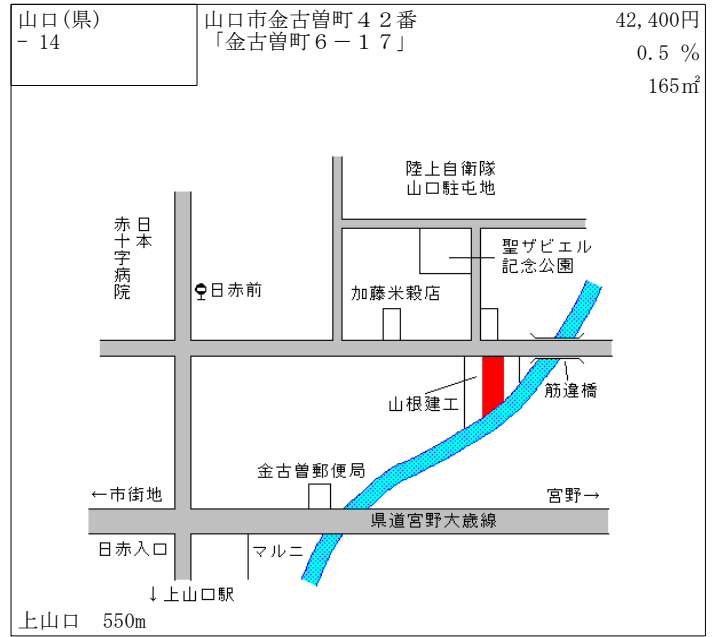 山口(県)
- 14
山口市金古曽町４２番
「金古曽町６－１７」
42,400円
0.5 %
165㎡
陸上自衛隊
山口駐屯地
日本
赤十字病院
聖ザビエル
記念公園
日赤前
加藤米穀店
山根建工
筋違橋
金古曽郵便局
←市街地
宮野→
県道宮野大歳線
日赤入口
マルニ
↓上山口駅
上山口 550m